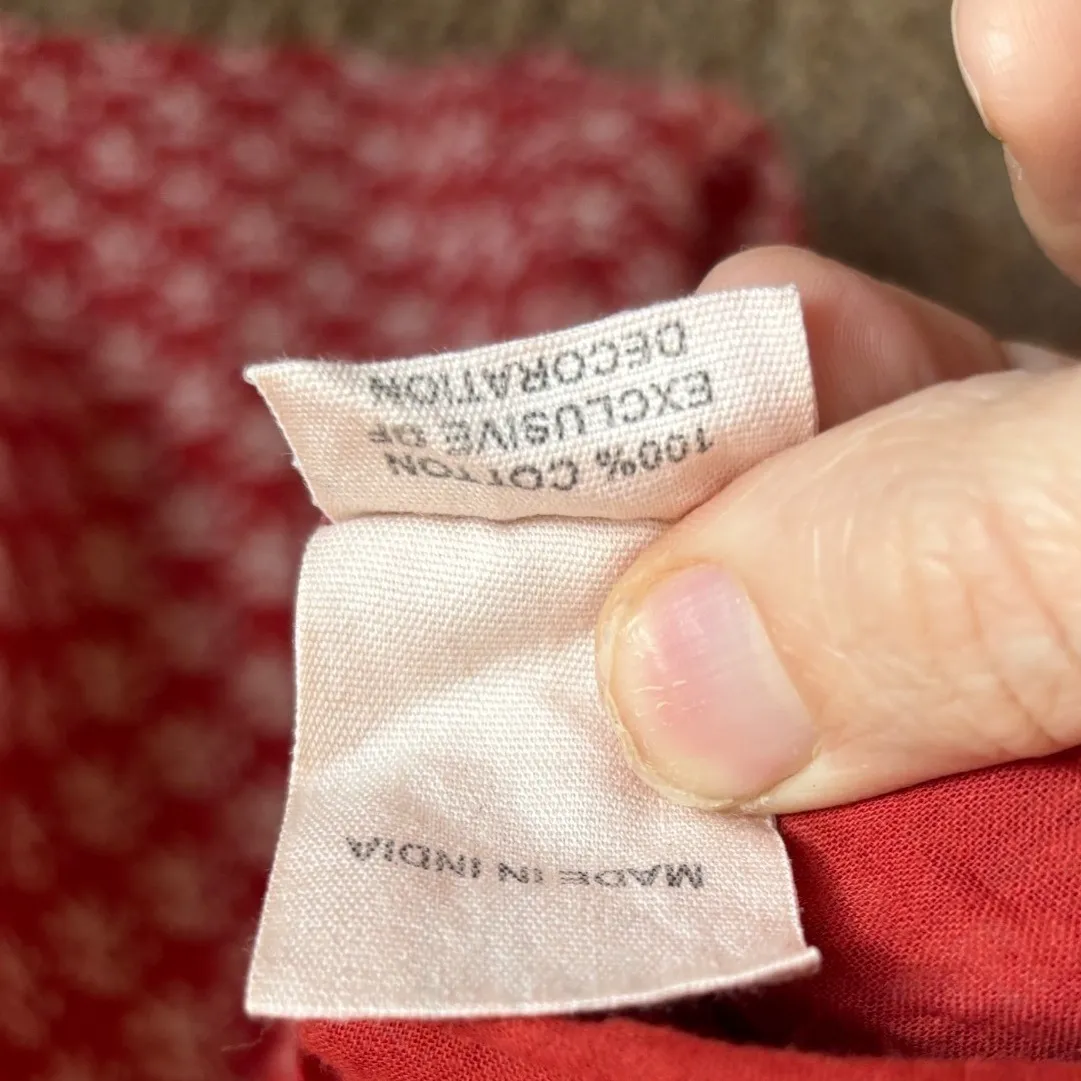 100% COTTON
EXCLUSIVE OF
DECORATION
MADE IN INDIA